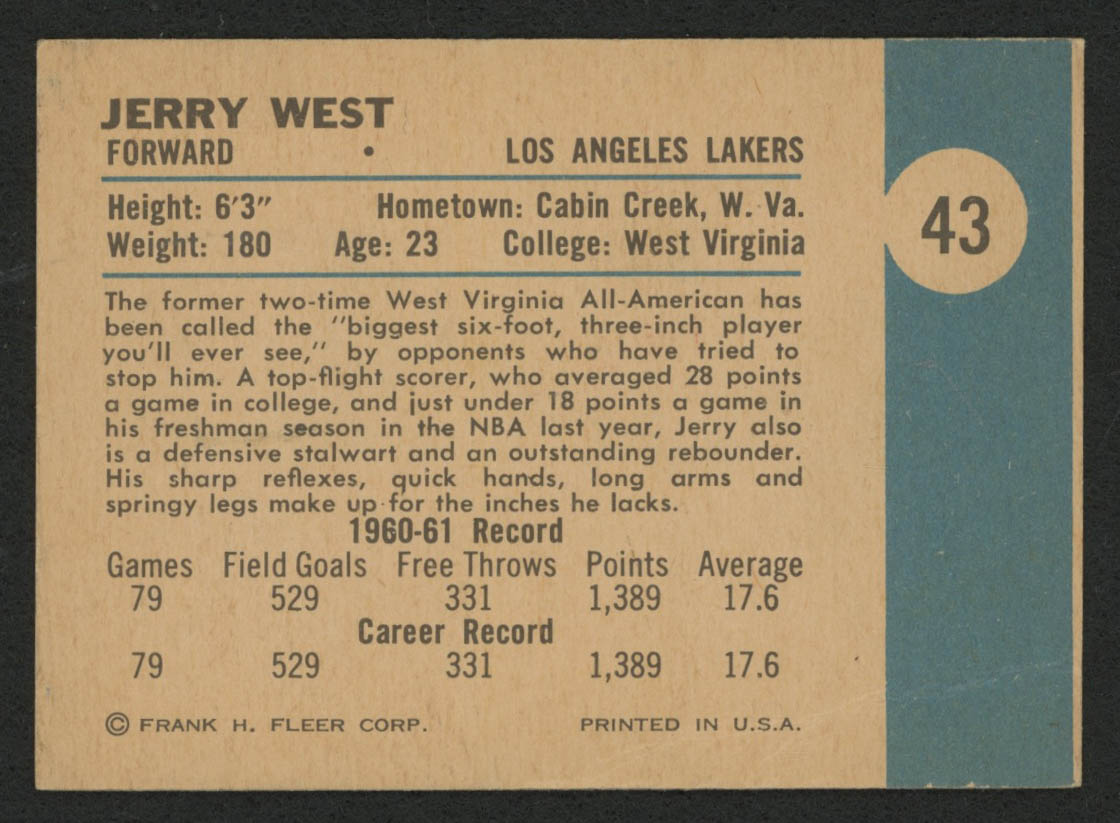 JERRY WEST
FORWARD • LOS ANGELES LAKERS
Height: 6'3" Hometown: Cabin Creek, W. Va.
Weight: 180 Age: 23 College: West Virginia
43
The former two-time West Virginia All-American has
been called the "biggest six-foot, three-inch player
you'll ever see," by opponents who have tried to
stop him. A top-flight scorer, who averaged 28 points
a game in college, and just under 18 points a game in
his freshman season in the NBA last year, Jerry also
is a defensive stalwart and an outstanding rebounder.
His sharp reflexes, quick hands, long arms and
springy legs make up for the inches he lacks.
1960-61 Record
Games Field Goals Free Throws Points Average
79 529 331 1,389 17.6
Career Record
79 529 331 1,389 17.6
© FRANK H. FLEER CORP. PRINTED IN U.S.A.